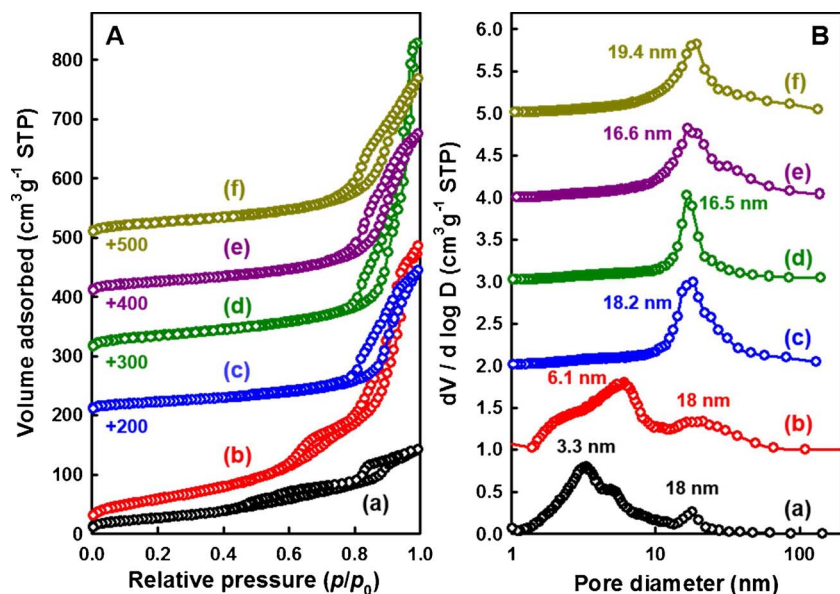 A
Volume adsorbed (cm³g⁻¹ STP)
800
700
600
500
400
300
200
100
0
(f)
+500
(e)
+400
(d)
+300
(c)
+200
(b)
(a)
0.0 0.2 0.4 0.6 0.8 1.0
Relative pressure (p/p₀)
B
dV / d log D (cm³g⁻¹ STP)
6.0
5.5
5.0
4.5
4.0
3.5
3.0
2.5
2.0
1.5
1.0
0.5
0.0
19.4 nm
(f)
16.6 nm
(e)
16.5 nm
(d)
18.2 nm
(c)
6.1 nm
18 nm
(b)
3.3 nm
18 nm
(a)
1 10 100
Pore diameter (nm)